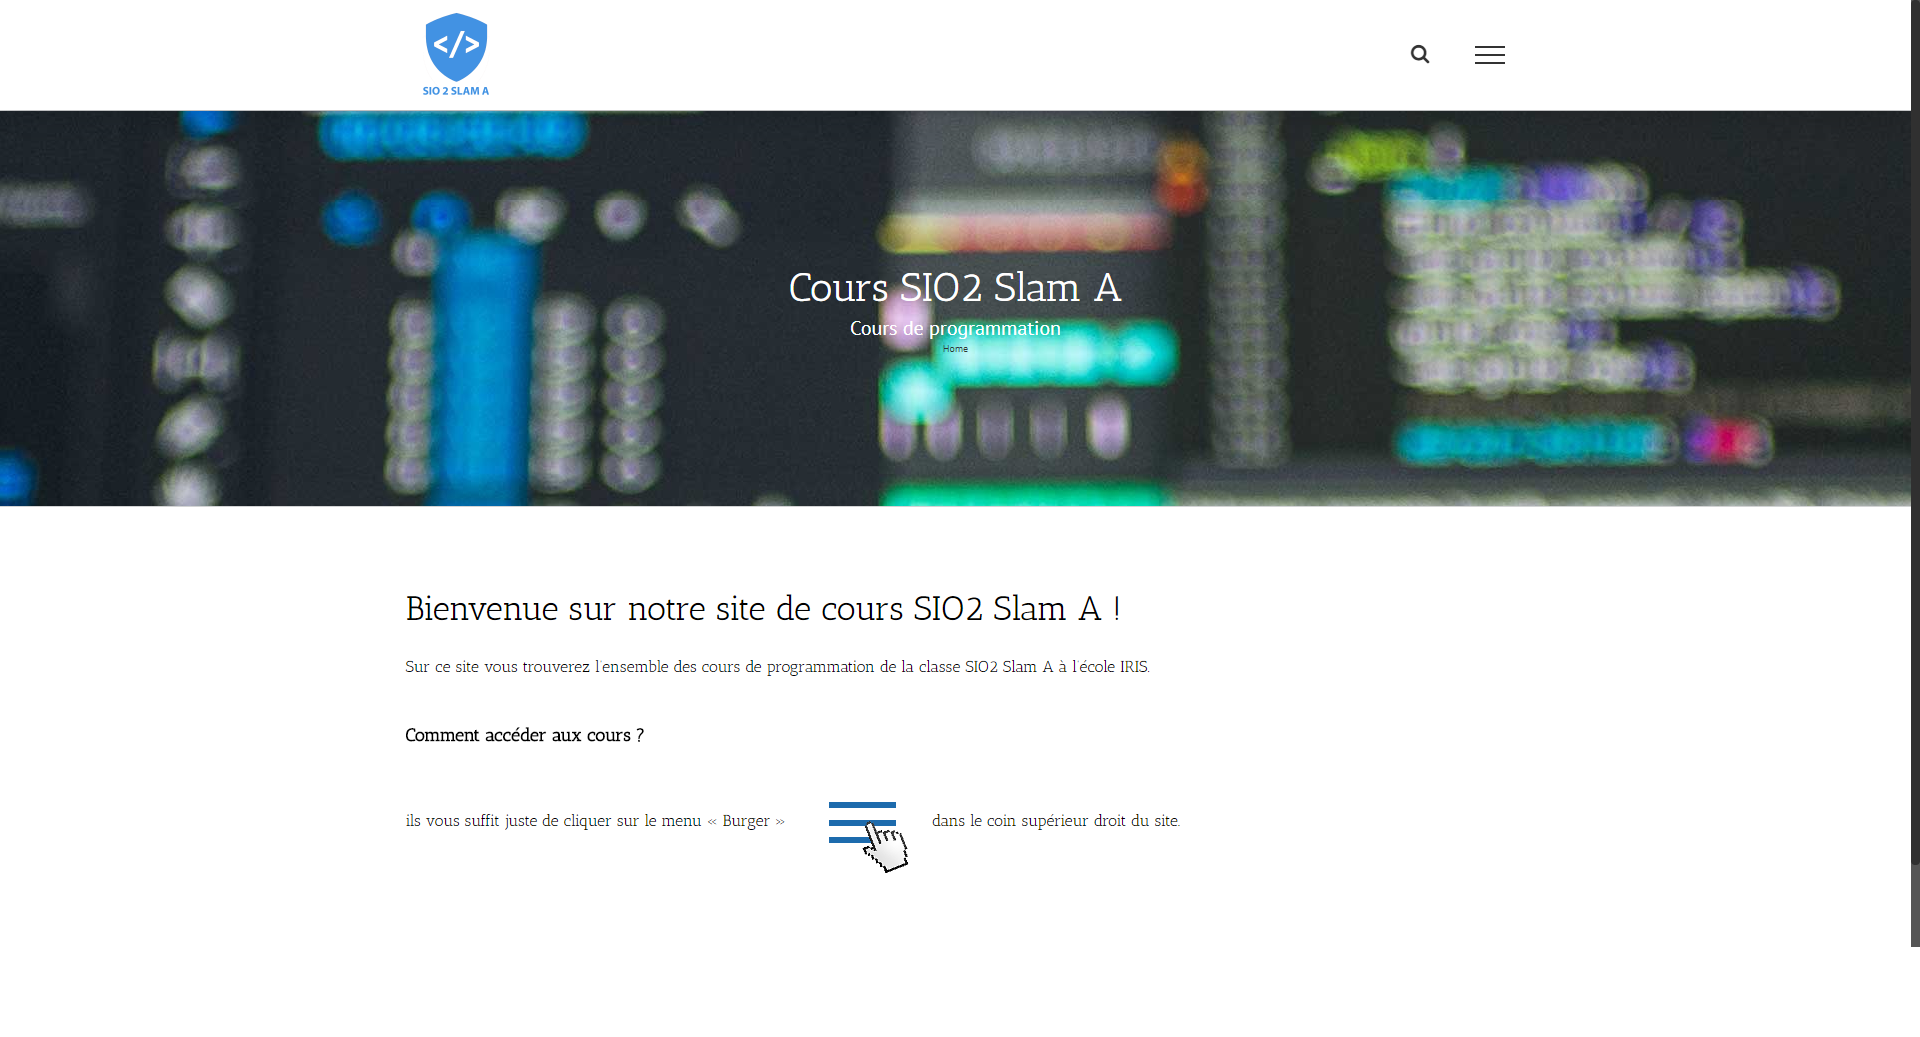 </>
SIO 2 SLAM A
Cours SIO2 Slam A
Cours de programmation
Home
Bienvenue sur notre site de cours SIO2 Slam A !
Sur ce site vous trouverez l'ensemble des cours de programmation de la classe SIO2 Slam A à l'école IRIS.
Comment accéder aux cours ?
ils vous suffit juste de cliquer sur le menu « Burger » dans le coin supérieur droit du site.